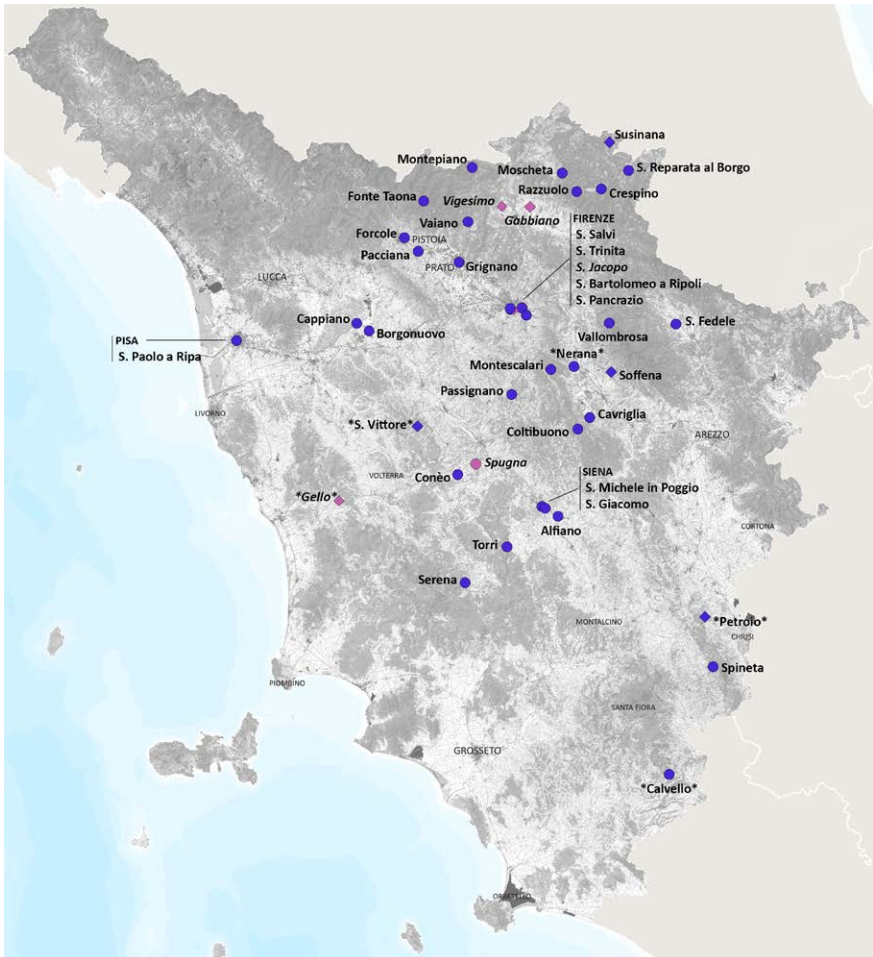 Susinana
Montepiano
Moscheta
S. Reparata al Borgo
Razzuolo
Crespino
Fonte Taona
Vigesimo
Gabbiano
FIRENZE
Vaiano
S. Salvi
Forcole
PISTOIA
S. Trinita
Pacciana
PRATO
Grignano
S. Jacopo
LUCCA
S. Bartolomeo a Ripoli
S. Pancrazio
Cappiano
Borgonuovo
Vallombrosa
S. Fedele
PISA
S. Paolo a Ripa
*Nerana*
Montescalari
Soffena
Passignano
LIVORNO
*S. Vittore*
Cavriglia
Coltibuono
AREZZO
Spugna
VOLTERRA
Conèo
SIENA
S. Michele in Poggio
S. Giacomo
*Gello*
Alfiano
CORTONA
Torri
Serena
MONTALCINO
*Petroio*
CHIUSI
Spineta
PIOMBINO
SANTA FIORA
GROSSETO
*Calvello*
ORBETELLO